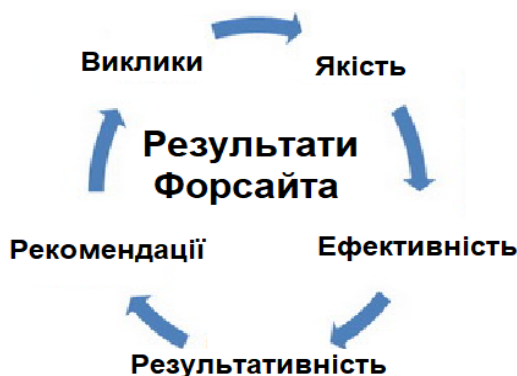 Виклики
Якість
Результати
Форсайта
Рекомендації
Ефективність
Результативність